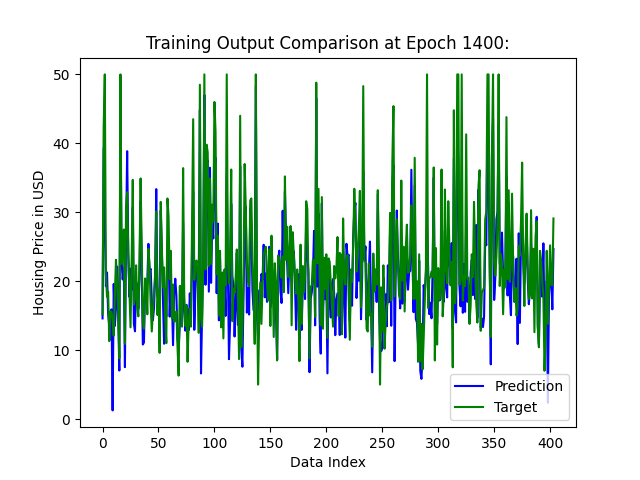 Training Output Comparison at Epoch 1400:
50
40
30
20
10
0
Housing Price in USD
Prediction
Target
0 50 100 150 200 250 300 350 400
Data Index